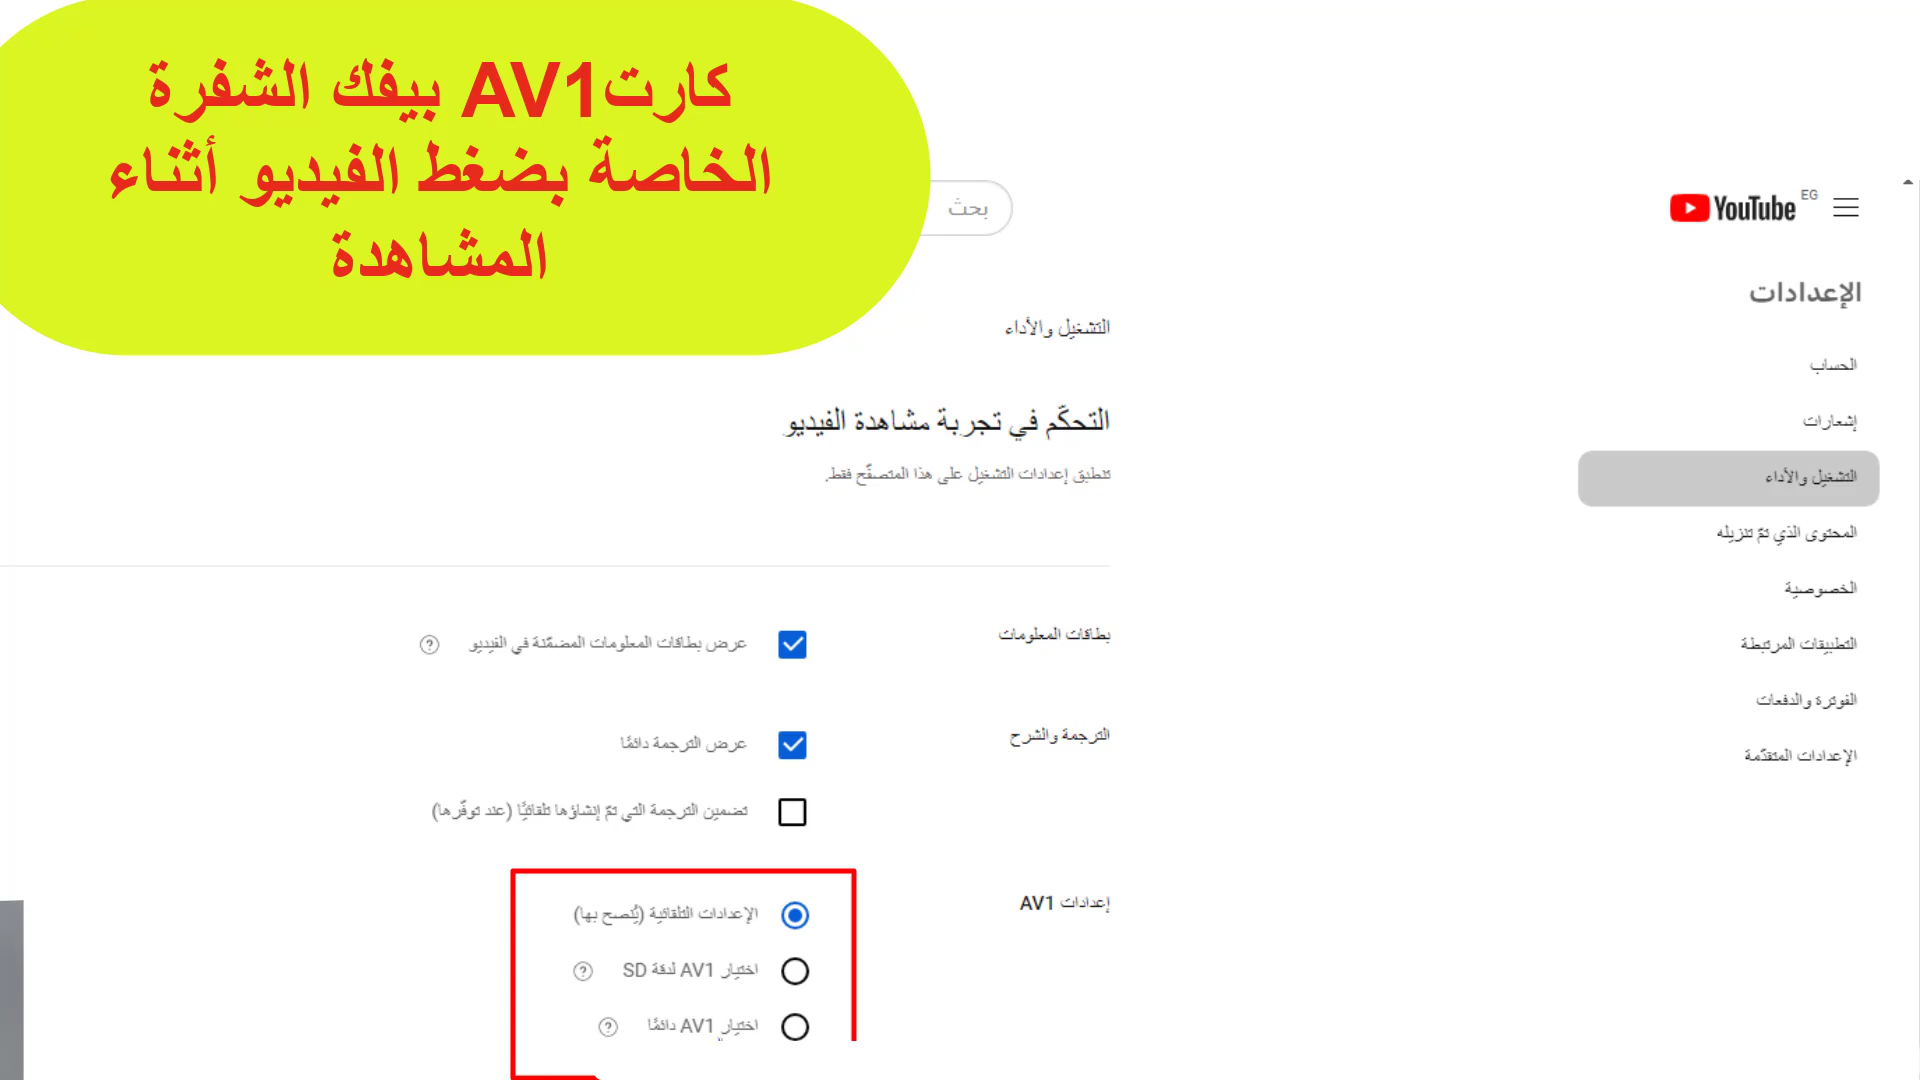 كارتAV1 بيفك الشفرة
الخاصة بضغط الفيديو أثناء
المشاهدة
YouTube EG
بحث
الإعدادات
الحساب
إشعارات
التشغيل والأداء
المحتوى الذي تمّ تنزيله
الخصوصية
التطبيقات المرتبطة
الفوترة والدفعات
الإعدادات المتقدّمة
التشغيل والأداء
التحكّم في تجربة مشاهدة الفيديو
تنطبق إعدادات التشغيل على هذا المتصفّح فقط.
بطاقات المعلومات
عرض بطاقات المعلومات المضمّنة في الفيديو
الترجمة والشرح
عرض الترجمة دائمًا
تضمين الترجمة التي تمّ إنشاؤها تلقائيًا (عند توفّرها)
إعدادات AV1
الإعدادات التلقائية (يُنصح بها)
اختيار AV1 لدقة SD
اختيار AV1 دائمًا